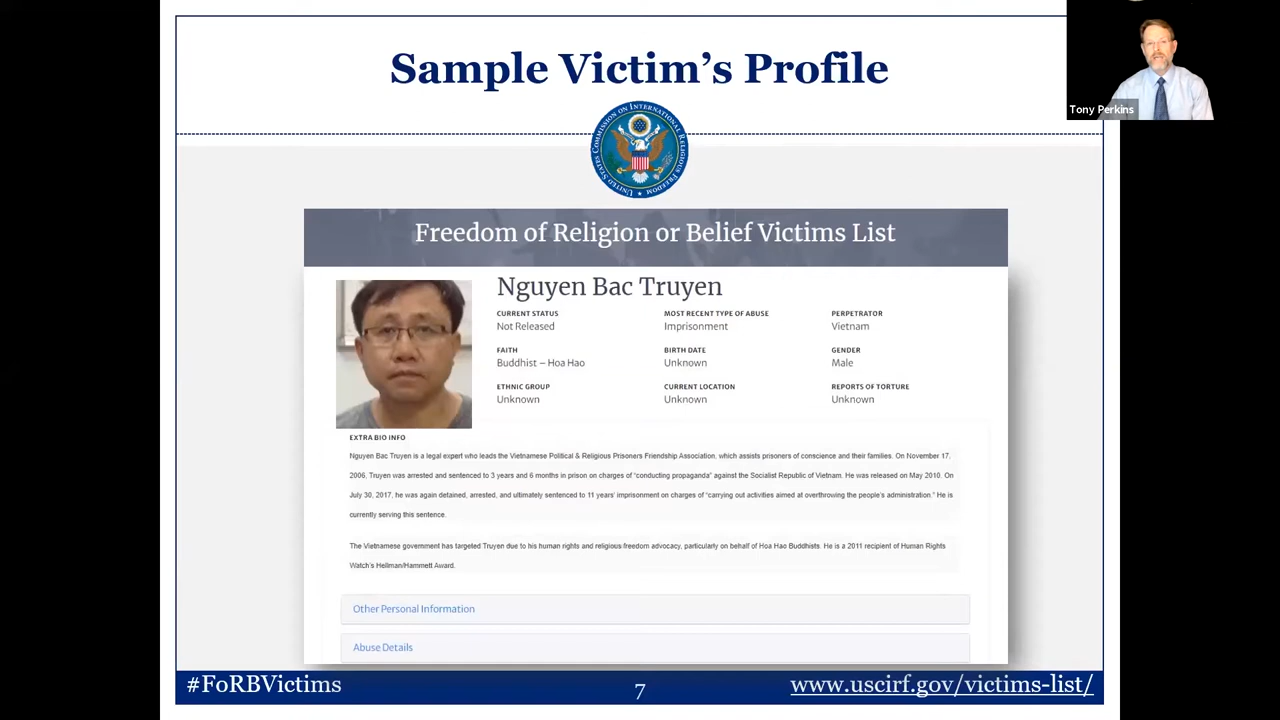 Sample Victim's Profile
Tony Perkins
UNITED STATES COMMISSION ON INTERNATIONAL RELIGIOUS FREEDOM
Freedom of Religion or Belief Victims List
Nguyen Bac Truyen
CURRENT STATUS
Not Released
MOST RECENT TYPE OF ABUSE
Imprisonment
PERPETRATOR
Vietnam
FAITH
Buddhist – Hoa Hao
BIRTH DATE
Unknown
GENDER
Male
ETHNIC GROUP
Unknown
CURRENT LOCATION
Unknown
REPORTS OF TORTURE
Unknown
EXTRA BIO INFO
Nguyen Bac Truyen is a legal expert who leads the Vietnamese Political & Religious Prisoners Friendship Association, which assists prisoners of conscience and their families. On November 17,
2006, Truyen was arrested and sentenced to 3 years and 6 months in prison on charges of "conducting propaganda" against the Socialist Republic of Vietnam. He was released on May 2010. On
July 30, 2017, he was again detained, arrested, and ultimately sentenced to 11 years' imprisonment on charges of "carrying out activities aimed at overthrowing the people's administration." He is
currently serving this sentence.
The Vietnamese government has targeted Truyen due to his human rights and religious freedom advocacy, particularly on behalf of Hoa Hao Buddhists. He is a 2011 recipient of Human Rights
Watch's Hellman/Hammett Award.
Other Personal Information
Abuse Details
#FoRBVictims
7
www.uscirf.gov/victims-list/